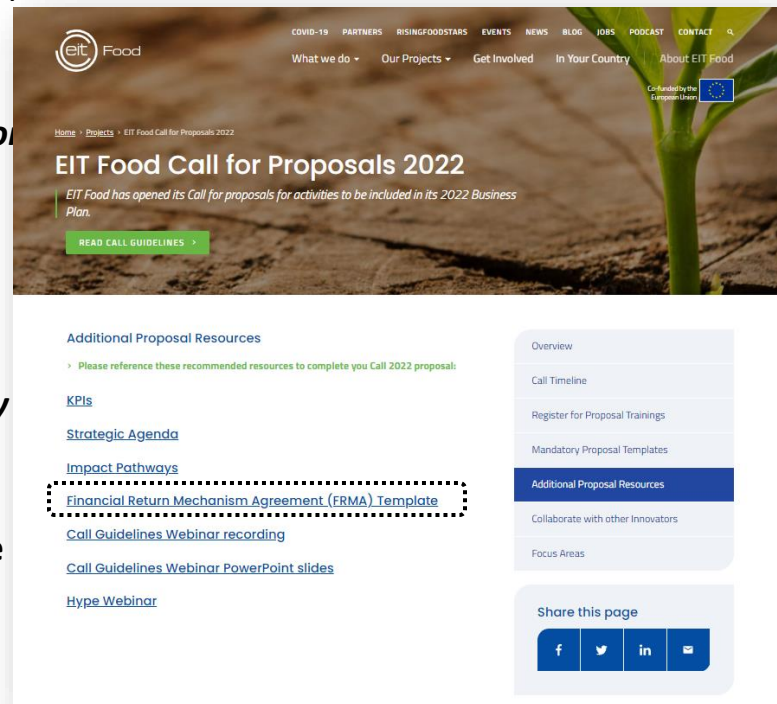 COVID-19 PARTNERS RISINGFOODSTARS EVENTS NEWS BLOG JOBS PODCAST CONTACT
eit Food
What we do Our Projects Get Involved In Your Country About EIT Food
Co-funded by the
European Union
Home > Projects > EIT Food Call for Proposals 2022
EIT Food Call for Proposals 2022
EIT Food has opened its Call for proposals for activities to be included in its 2022 Business
Plan.
READ CALL GUIDELINES >
Additional Proposal Resources
> Please reference these recommended resources to complete you Call 2022 proposal:
KPIs
Strategic Agenda
Impact Pathways
Financial Return Mechanism Agreement (FRMA) Template
Call Guidelines Webinar recording
Call Guidelines Webinar PowerPoint slides
Hype Webinar
Overview
Call Timeline
Register for Proposal Trainings
Mandatory Proposal Templates
Additional Proposal Resources
Collaborate with other Innovators
Focus Areas
Share this page